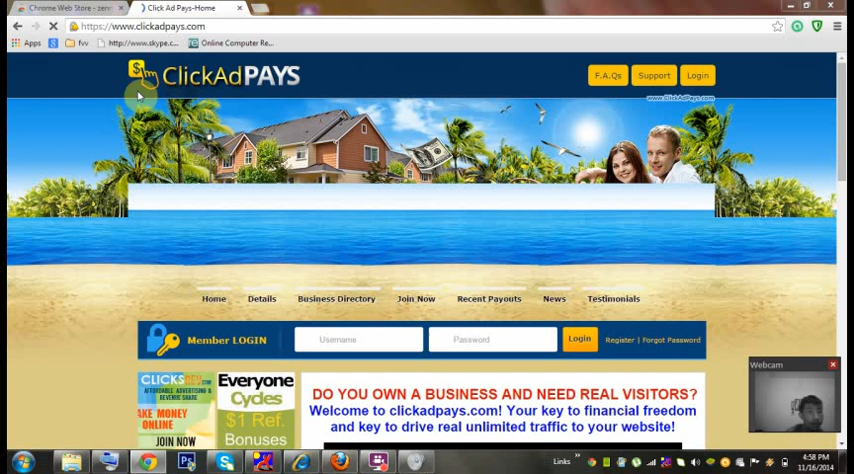 Chrome Web Store - zenn
Click Ad Pays-Home
https://www.clickadpays.com
Apps
fvv
http://www.skype.c...
Online Computer Re...
ClickAdPAYS
F.A.Qs
Support
Login
www.ClickAdPays.com
Home
Details
Business Directory
Join Now
Recent Payouts
News
Testimonials
Member LOGIN
Username
Password
Login
Register | Forgot Password
Webcam
AFFORDABLE ADVERTISING &
REVENUE SHARE
AKE MONEY
ONLINE
JOIN NOW
Everyone
Cycles
$1 Ref.
Bonuses
DO YOU OWN A BUSINESS AND NEED REAL VISITORS?
Welcome to clickadpays.com! Your key to financial freedom
and key to drive real unlimited traffic to your website!
Links
4:58 PM
11/16/2014